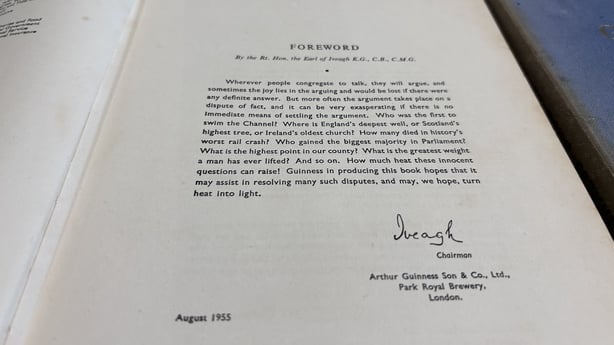 ...ourse and Food
Government
Service
Insurance
FOREWORD
By the Rt. Hon. the Earl of Iveagh K.G., C.B., C.M.G.
Wherever people congregate to talk, they will argue, and
sometimes the joy lies in the arguing and would be lost if there were
any definite answer. But more often the argument takes place on a
dispute of fact, and it can be very exasperating if there is no
immediate means of settling the argument. Who was the first to
swim the Channel? Where is England's deepest well, or Scotland's
highest tree, or Ireland's oldest church? How many died in history's
worst rail crash? Who gained the biggest majority in Parliament?
What is the highest point in our county? What is the greatest weight
a man has ever lifted? And so on. How much heat these innocent
questions can raise! Guinness in producing this book hopes that it
may assist in resolving many such disputes, and may, we hope, turn
heat into light.
Iveagh
Chairman
Arthur Guinness Son & Co., Ltd.,
Park Royal Brewery,
London.
August 1955